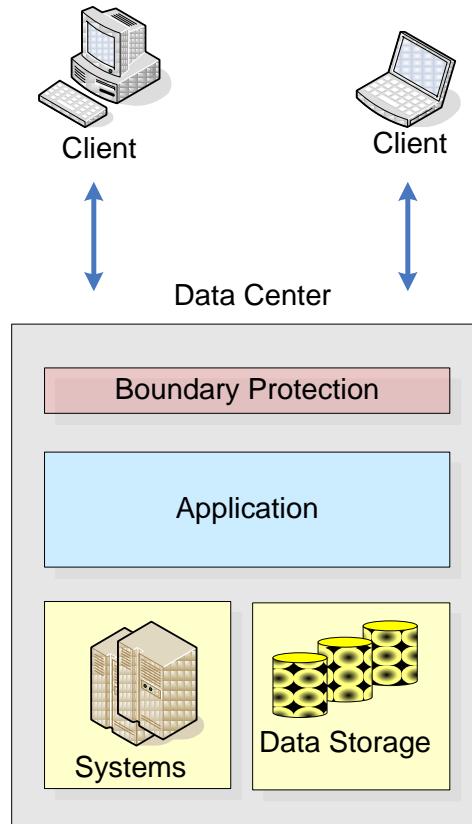 Client
Client
Data Center
Boundary Protection
Application
Systems
Data Storage